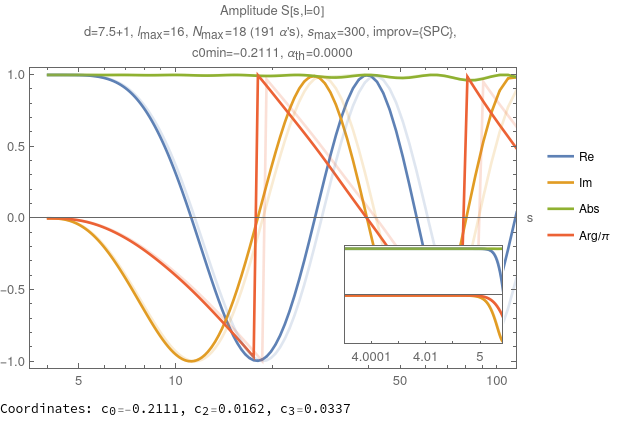 Amplitude S[s,l=0]
d=7.5+1, lmax=16, Nmax=18 (191 α's), smax=300, improv={SPC},
c0min=-0.2111, αth=0.0000
1.0
0.5
0.0
-0.5
-1.0
s
4.0001 4.01 5
5 10 50 100
Re
Im
Abs
Arg/π
Coordinates: c0=-0.2111, c2=0.0162, c3=0.0337